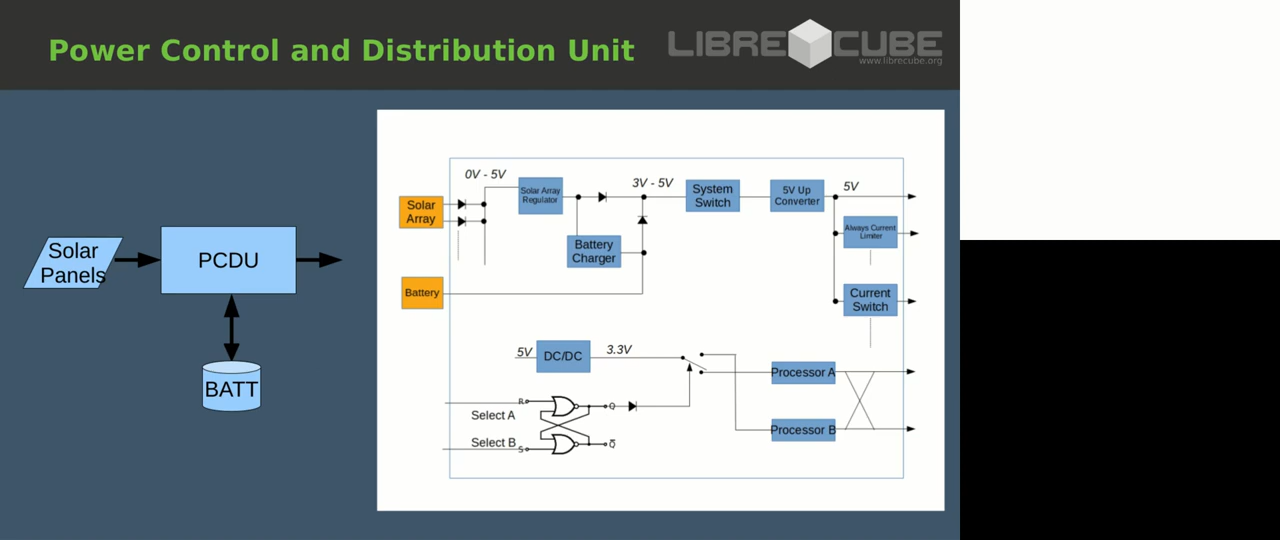 Power Control and Distribution Unit
LIBRE CUBE
www.librecube.org
Solar
Panels
PCDU
BATT
0V - 5V
Solar Array
Regulator
3V - 5V
System
Switch
5V Up
Converter
5V
Solar
Array
Always Current
Limiter
Battery
Charger
Battery
Current
Switch
5V
DC/DC
3.3V
Processor A
R
Q
Select A
Select B
S
Q̅
Processor B